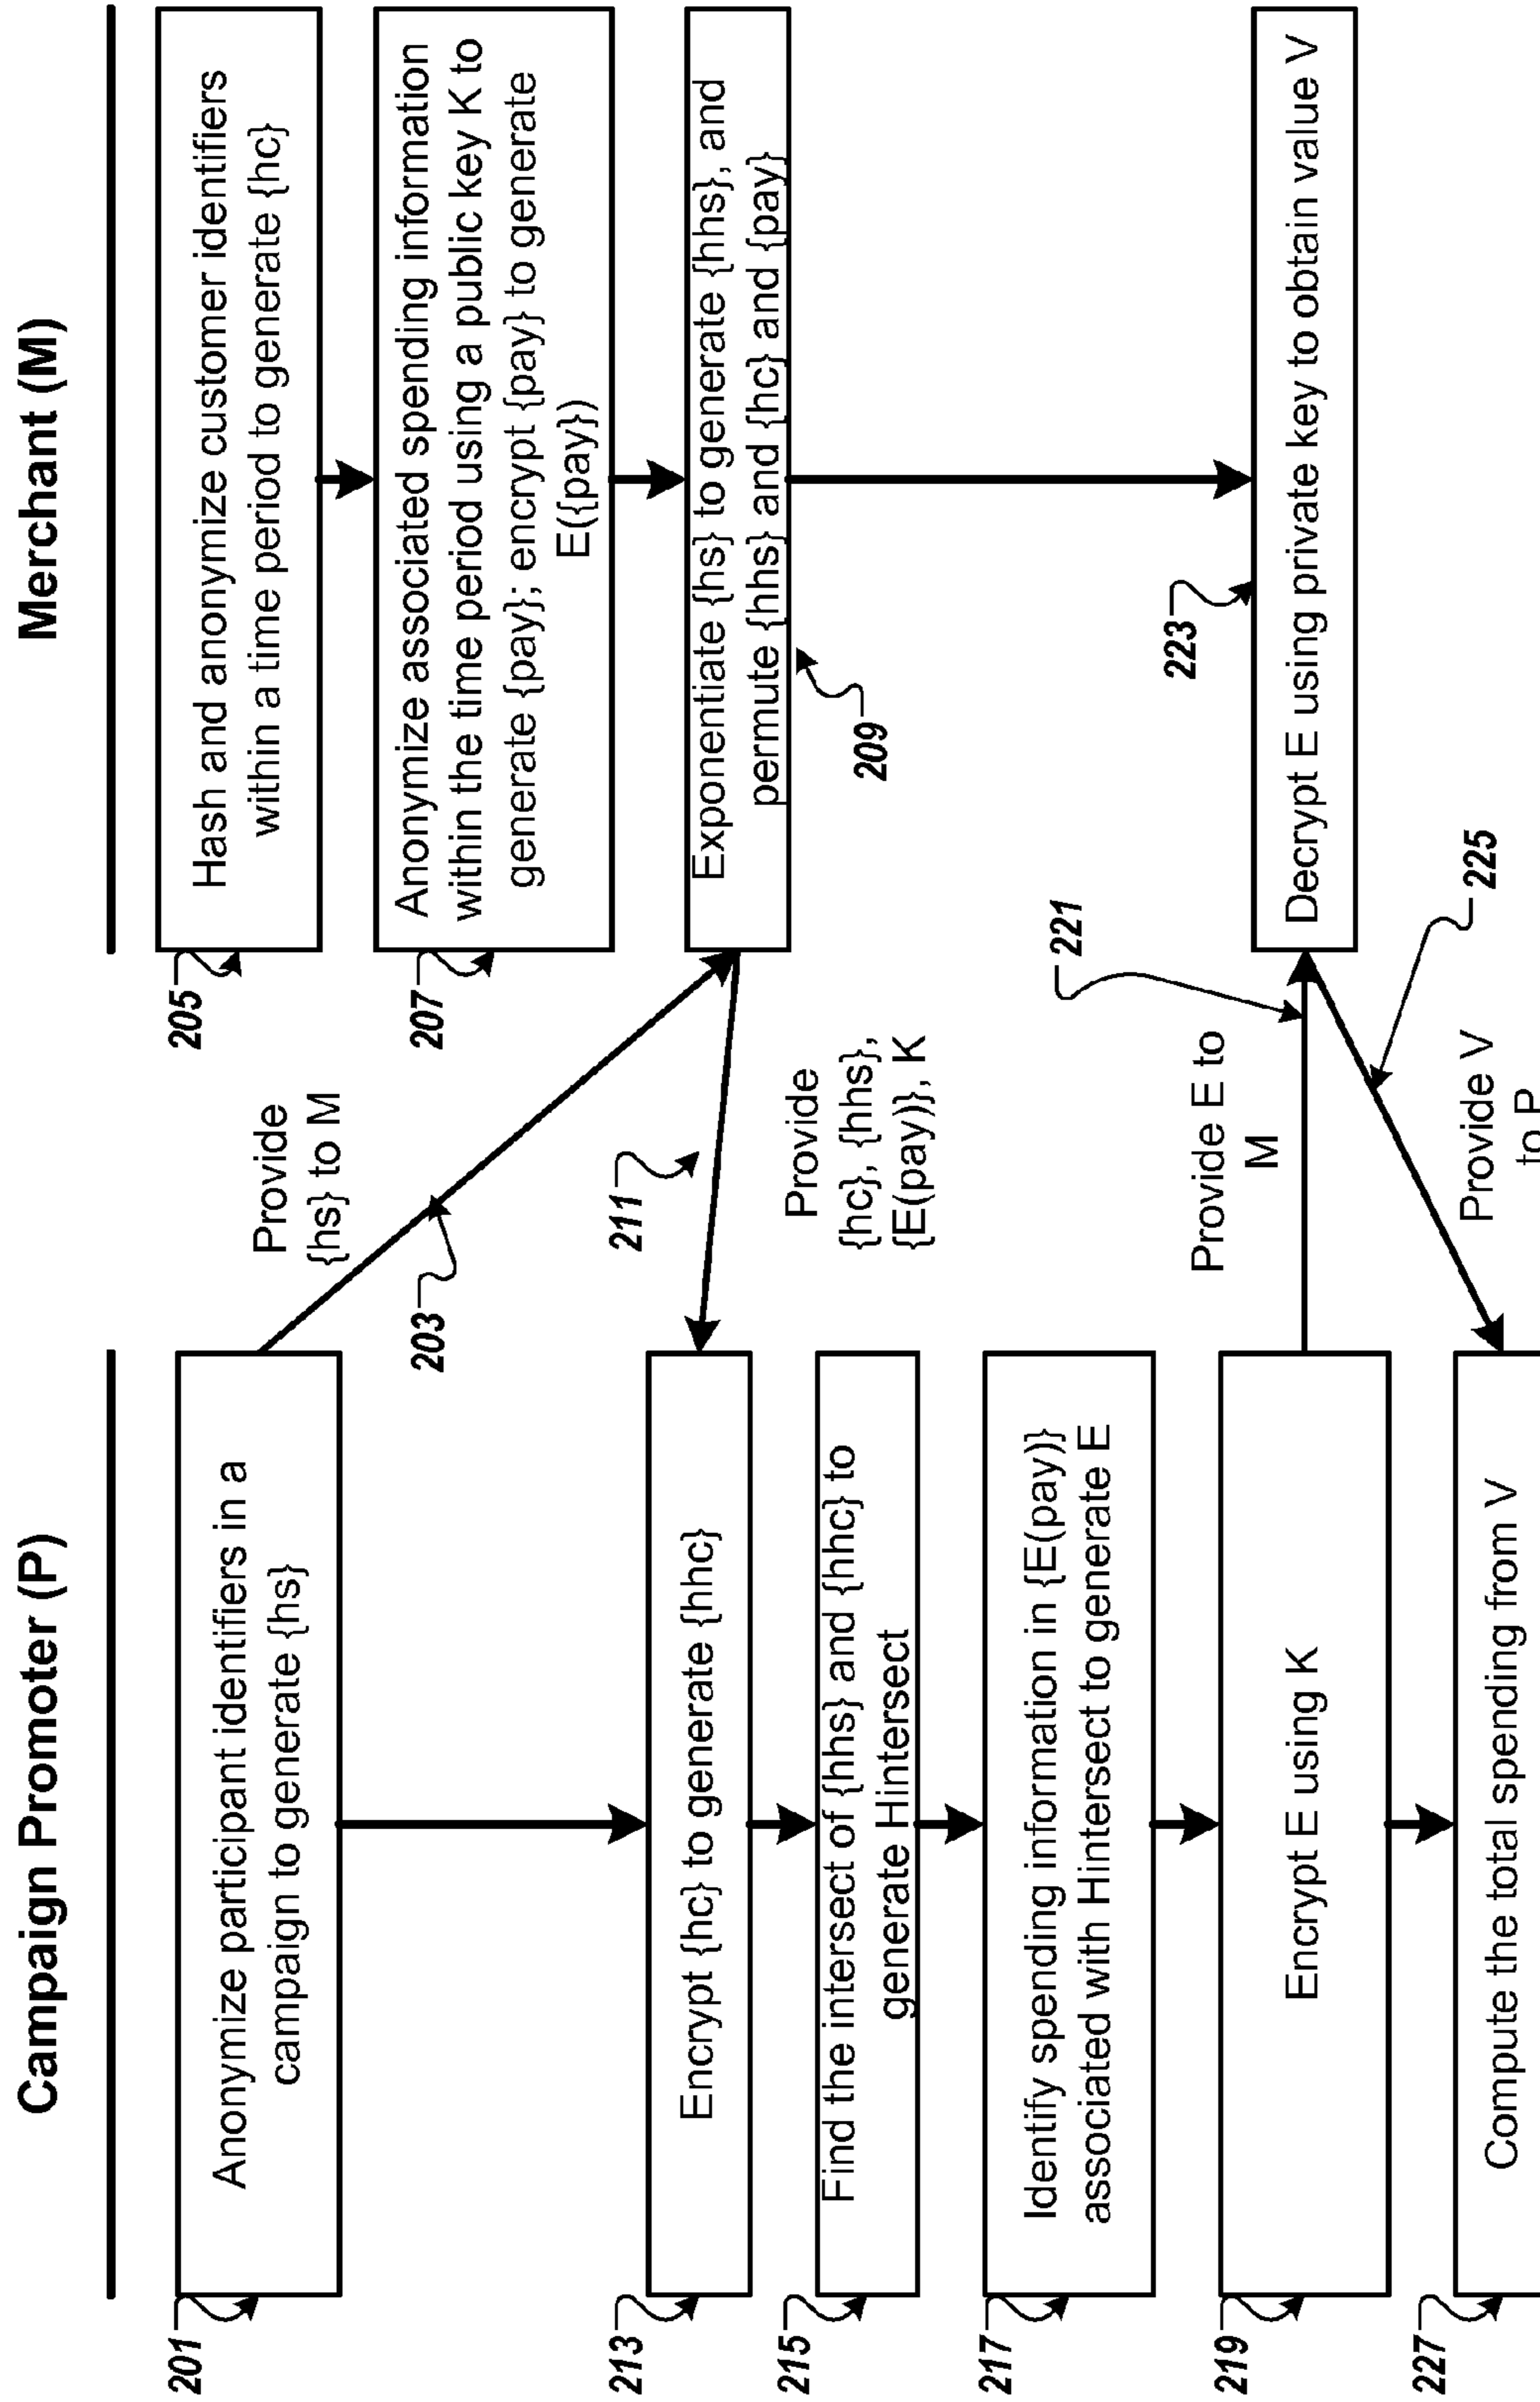 Campaign Promoter (P)
Merchant (M)
201
Anonymize participant identifiers in a
campaign to generate {hs}
Provide
{hs} to M
203
205
Hash and anonymize customer identifiers
within a time period to generate {hc}
207
Anonymize associated spending information
within the time period using a public key K to
generate {pay}; encrypt {pay} to generate
E({pay})
Exponentiate {hs} to generate {hhs}, and
permute {hhs} and {hc} and {pay}
209
211
Provide
{hc}, {hhs},
{E(pay)}, K
213
Encrypt {hc} to generate {hhc}
215
Find the intersect of {hhs} and {hhc} to
generate Hintersect
217
Identify spending information in {E(pay)}
associated with Hintersect to generate E
219
Encrypt E using K
Provide E to
M
221
223
Decrypt E using private key to obtain value V
225
Provide V
to P
227
Compute the total spending from V